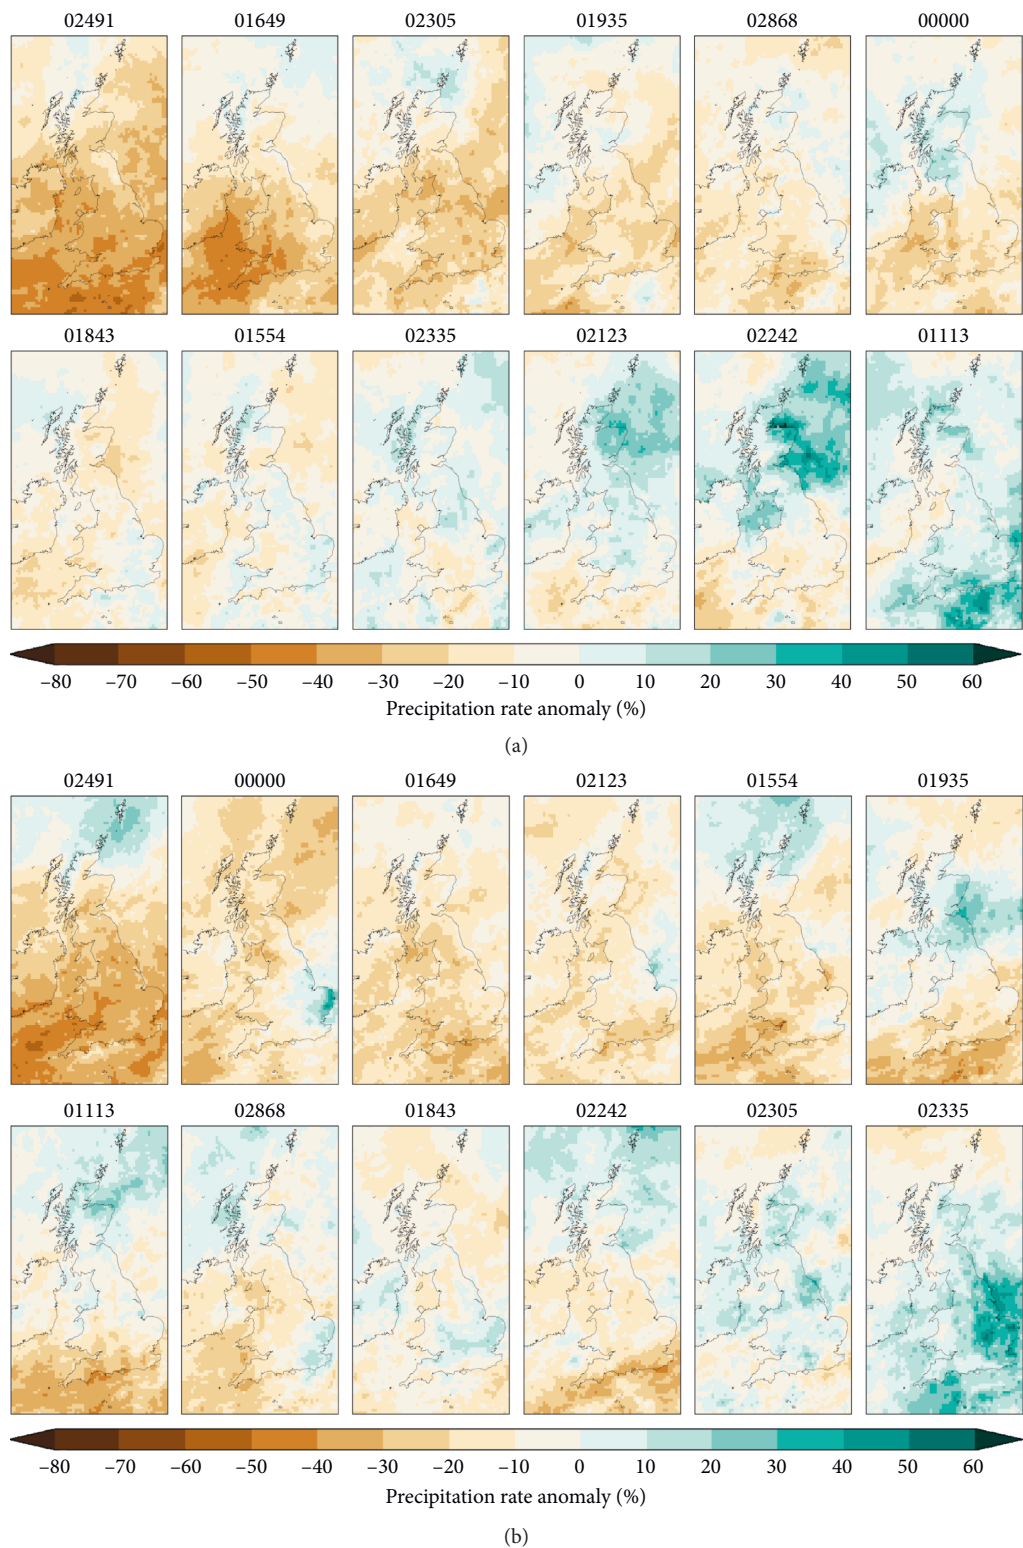 02491 01649 02305 01935 02868 00000
01843 01554 02335 02123 02242 01113
−80 −70 −60 −50 −40 −30 −20 −10 0 10 20 30 40 50 60
Precipitation rate anomaly (%)
(a)
02491 00000 01649 02123 01554 01935
01113 02868 01843 02242 02305 02335
−80 −70 −60 −50 −40 −30 −20 −10 0 10 20 30 40 50 60
Precipitation rate anomaly (%)
(b)